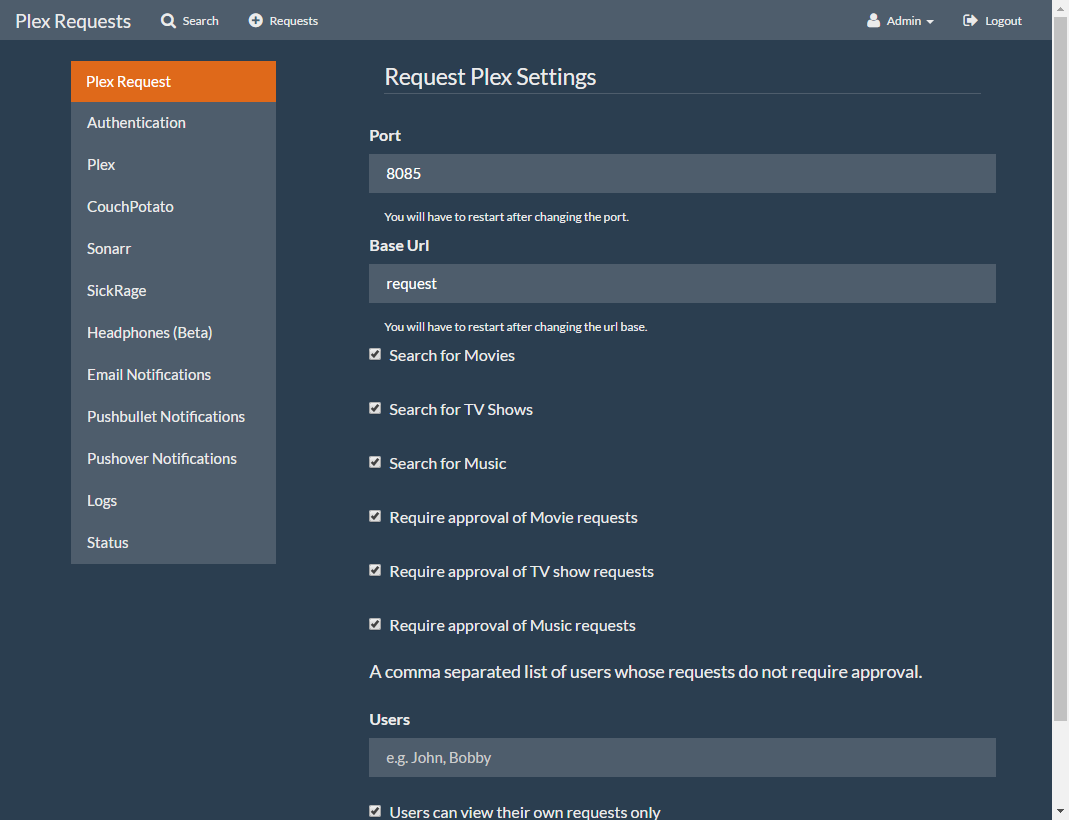 Plex Requests
Search
Requests
Admin
Logout
Plex Request
Authentication
Plex
CouchPotato
Sonarr
SickRage
Headphones (Beta)
Email Notifications
Pushbullet Notifications
Pushover Notifications
Logs
Status
Request Plex Settings
Port
8085
You will have to restart after changing the port.
Base Url
request
You will have to restart after changing the url base.
Search for Movies
Search for TV Shows
Search for Music
Require approval of Movie requests
Require approval of TV show requests
Require approval of Music requests
A comma separated list of users whose requests do not require approval.
Users
e.g. John, Bobby
Users can view their own requests only